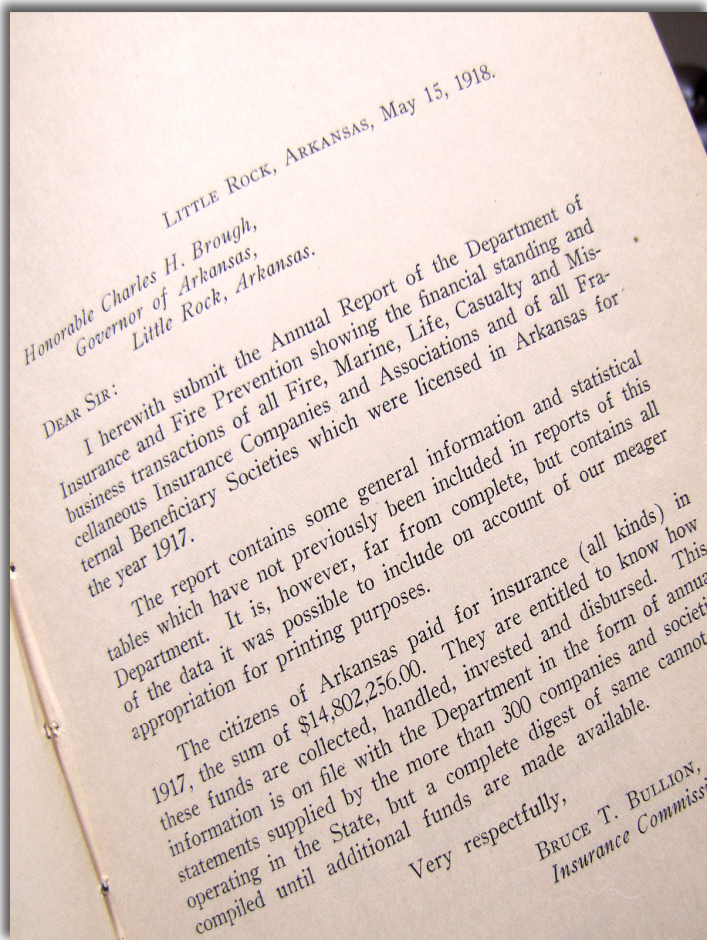 LITTLE ROCK, ARKANSAS, May 15, 1918.
Honorable Charles H. Brough,
Governor of Arkansas,
Little Rock, Arkansas.
DEAR SIR:
I herewith submit the Annual Report of the Department of
Insurance and Fire Prevention showing the financial standing and
business transactions of all Fire, Marine, Life, Casualty and Mis-
cellaneous Insurance Companies and Associations and of all Fra-
ternal Beneficiary Societies which were licensed in Arkansas for
the year 1917.
The report contains some general information and statistical
tables which have not previously been included in reports of this
Department. It is, however, far from complete, but contains all
of the data it was possible to include on account of our meager
appropriation for printing purposes.
The citizens of Arkansas paid for insurance (all kinds) in
1917, the sum of $14,802,256.00. They are entitled to know how
these funds are collected, handled, invested and disbursed. This
information is on file with the Department in the form of annua
statements supplied by the more than 300 companies and societi
operating in the State, but a complete digest of same cannot
compiled until additional funds are made available.
Very respectfully,
BRUCE T. BULLION,
Insurance Commissi